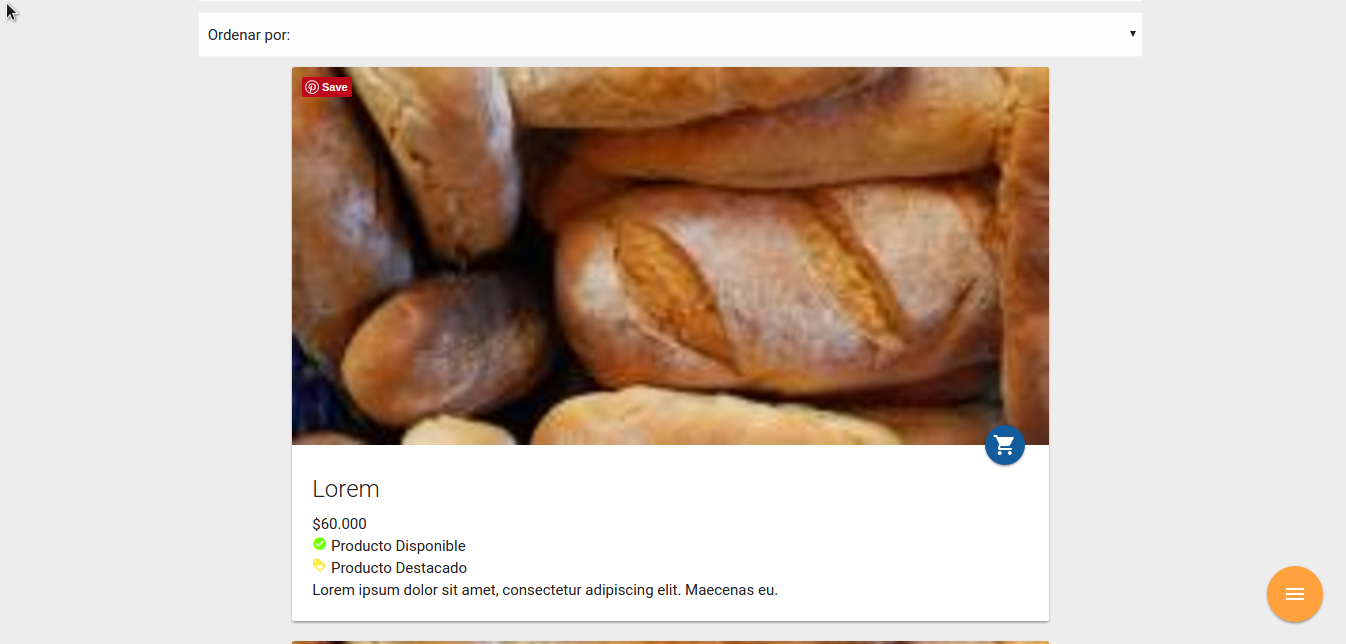 Ordenar por:
Save
Lorem
$60.000
Producto Disponible
Producto Destacado
Lorem ipsum dolor sit amet, consectetur adipiscing elit. Maecenas eu.